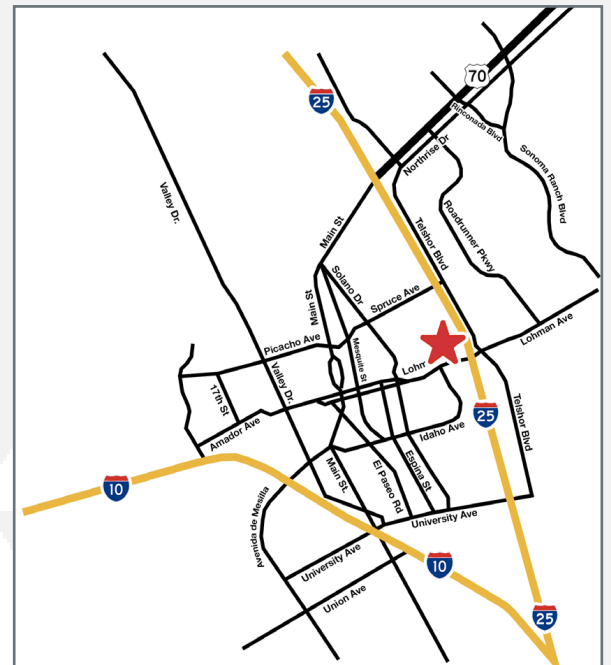 70
25
Rinconada Blvd
Northrise Dr
Sonoma Ranch Blvd
Valley Dr.
Roadrunner Pkwy
Main St
Telshor Blvd
Solano Dr
Main St
Spruce Ave
Lohman Ave
Picacho Ave
Mesquite St
Valley Dr.
Lohr
17th St
Telshor Blvd
25
Amador Ave
Idaho Ave
10
Main St.
El Paseo Rd
Espina St
Avenida de Mesilla
University Ave
University Ave
10
Union Ave
25